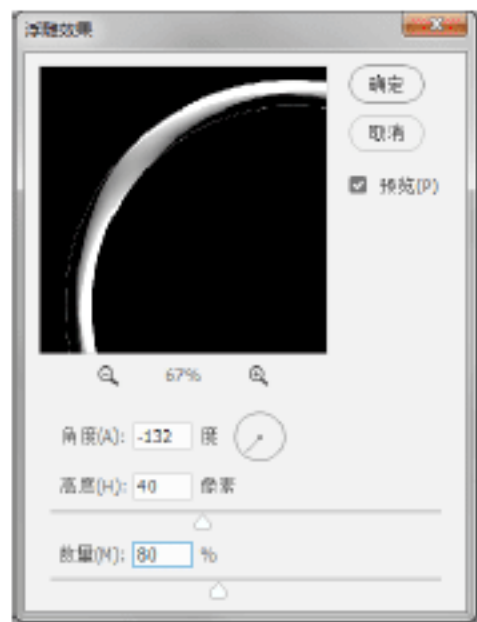 浮雕效果
确定
取消
预览(P)
67%
角度(A): -132 度
高度(H): 40 像素
数量(M): 80 %